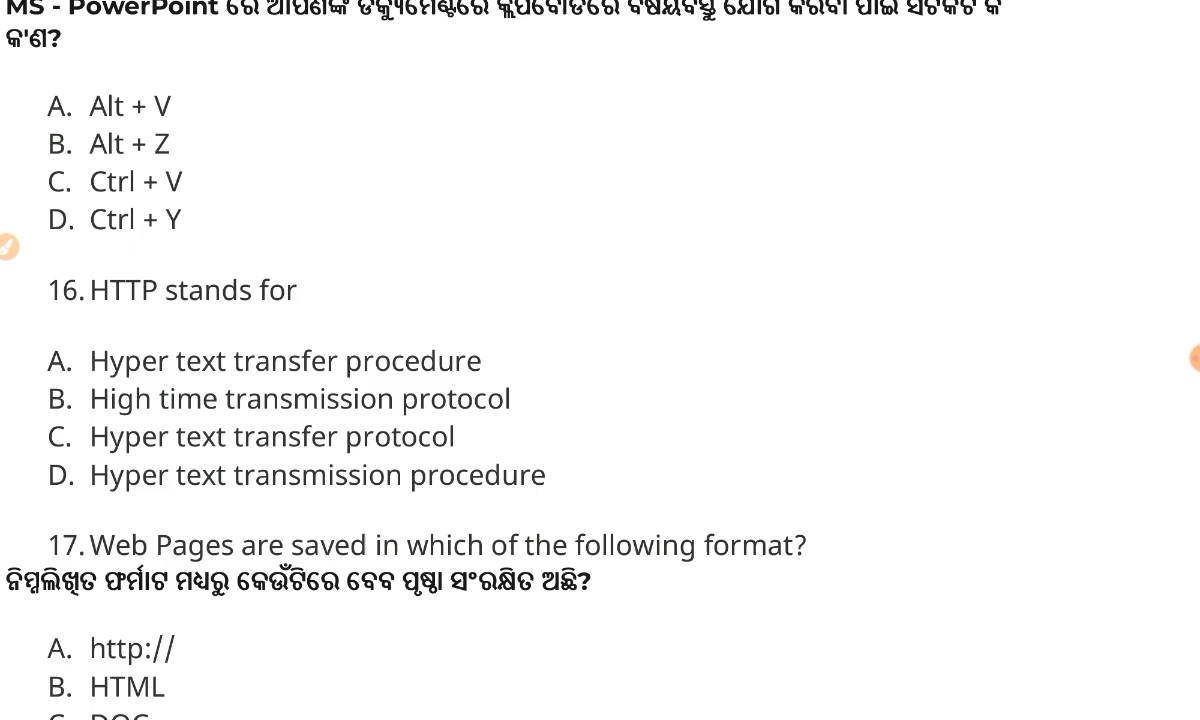 MS - PowerPoint ରେ ଆପଣଙ୍କ ଡକ୍ୟୁମେଣ୍ଟରେ କ୍ଲିପବୋର୍ଡରେ ବିଷୟବସ୍ତୁ ଯୋଗ କରିବା ପାଇଁ ସର୍ଟକଟ କି
କ'ଣ?
A. Alt + V
B. Alt + Z
C. Ctrl + V
D. Ctrl + Y
16. HTTP stands for
A. Hyper text transfer procedure
B. High time transmission protocol
C. Hyper text transfer protocol
D. Hyper text transmission procedure
17. Web Pages are saved in which of the following format?
ନିମ୍ନଲିଖିତ ଫର୍ମାଟ ମଧ୍ୟରୁ କେଉଁଟିରେ ବେବ ପୃଷ୍ଠା ସଂରକ୍ଷିତ ଅଛି?
A. http://
B. HTML
C. DOC